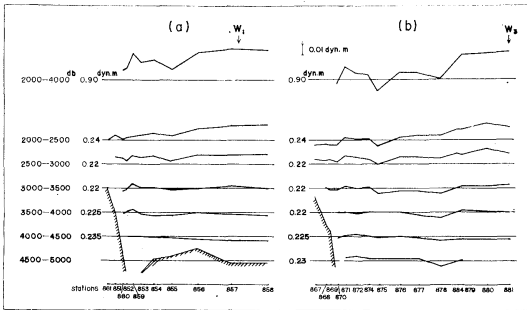 (a)
W₁
(b)
W₃
0.01 dyn. m
db dyn.m
dyn.m
2000—4000 0.90
0.90
2000—2500 0.24
0.24
2500—3000 0.22
0.22
3000—3500 0.22
0.22
3500—4000 0.225
0.22
4000—4500 0.235
0.225
4500—5000
0.23
stations 852 853 854 855 856 857 858
860 859
867 869 871 872 874 875 876 877 878 884 879 880 881
868 870